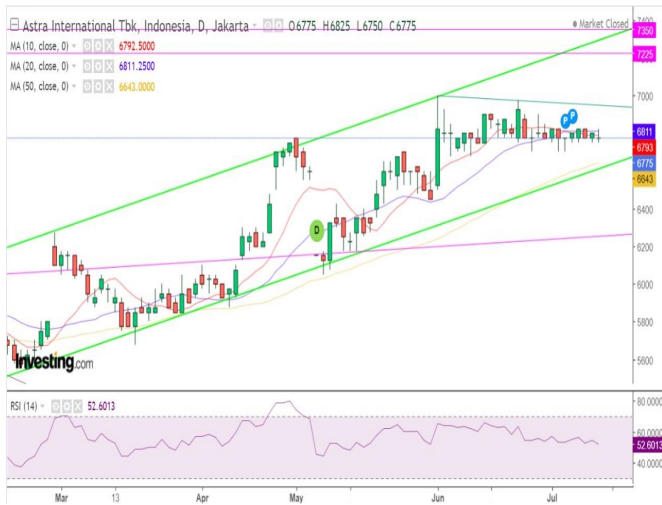 Astra International Tbk, Indonesia, D, Jakarta O6775 H6825 L6750 C6775
Market Closed
MA (10, close, 0) 6792.5000
MA (20, close, 0) 6811.2500
MA (50, close, 0) 6643.0000
7350
7225
7000
6811
6793
6775
6643
6400
6200
6000
5800
5600
D
P
P
Investing.com
RSI (14) 52.6013
80.0000
60.0000
52.6013
40.0000
Mar 13 Apr May Jun Jul